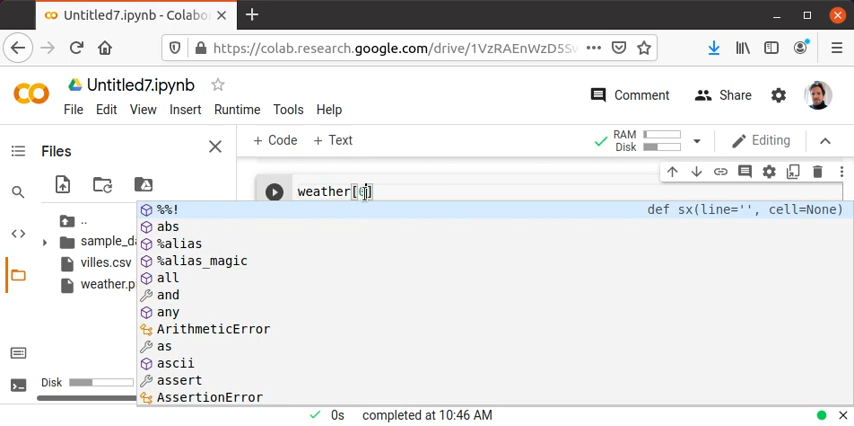 Untitled7.ipynb - Colabo
https://colab.research.google.com/drive/1VzRAEnWzD5Sw
Untitled7.ipynb
File Edit View Insert Runtime Tools Help
Comment
Share
Files
+ Code + Text
RAM
Disk
Editing
..
sample_da
villes.csv
weather.p
Disk
weather[0]
%%! def sx(line='', cell=None)
abs
%alias
%alias_magic
all
and
any
ArithmeticError
as
ascii
assert
AssertionError
0s completed at 10:46 AM